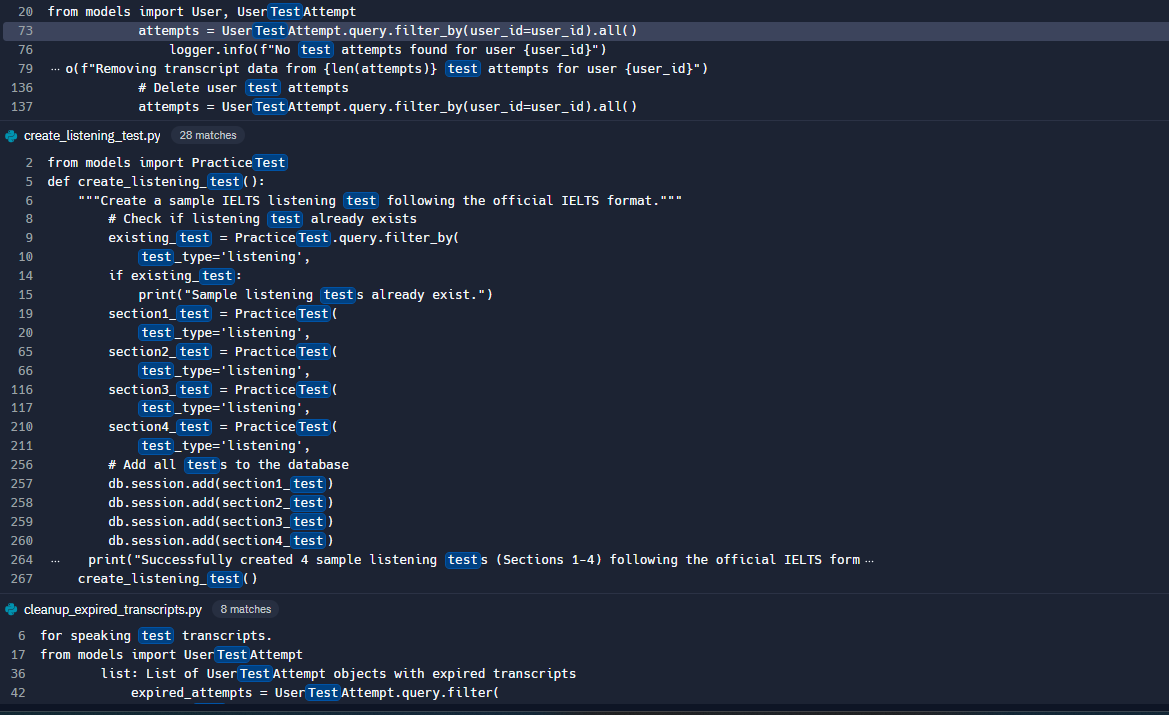 20 from models import User, UserTestAttempt
73 attempts = UserTestAttempt.query.filter_by(user_id=user_id).all()
76 logger.info(f"No test attempts found for user {user_id}")
79 … o(f"Removing transcript data from {len(attempts)} test attempts for user {user_id}")
136 # Delete user test attempts
137 attempts = UserTestAttempt.query.filter_by(user_id=user_id).all()
create_listening_test.py 28 matches
2 from models import PracticeTest
5 def create_listening_test():
6 """Create a sample IELTS listening test following the official IELTS format."""
8 # Check if listening test already exists
9 existing_test = PracticeTest.query.filter_by(
10 test_type='listening',
14 if existing_test:
15 print("Sample listening tests already exist.")
19 section1_test = PracticeTest(
20 test_type='listening',
65 section2_test = PracticeTest(
66 test_type='listening',
116 section3_test = PracticeTest(
117 test_type='listening',
210 section4_test = PracticeTest(
211 test_type='listening',
256 # Add all tests to the database
257 db.session.add(section1_test)
258 db.session.add(section2_test)
259 db.session.add(section3_test)
260 db.session.add(section4_test)
264 … print("Successfully created 4 sample listening tests (Sections 1-4) following the official IELTS form …
267 create_listening_test()
cleanup_expired_transcripts.py 8 matches
6 for speaking test transcripts.
17 from models import UserTestAttempt
36 list: List of UserTestAttempt objects with expired transcripts
42 expired_attempts = UserTestAttempt.query.filter(